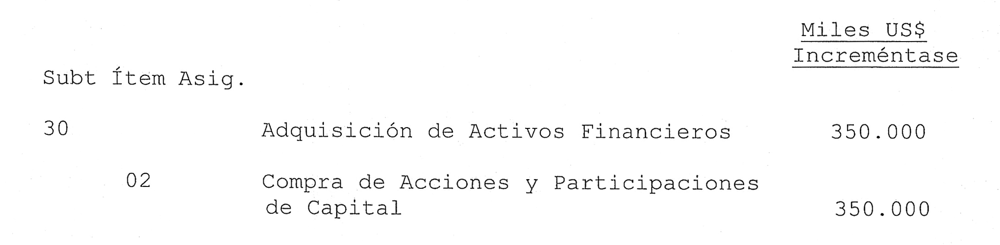 Miles US$
Increméntase
Subt Ítem Asig.
30 Adquisición de Activos Financieros 350.000
02 Compra de Acciones y Participaciones
de Capital 350.000